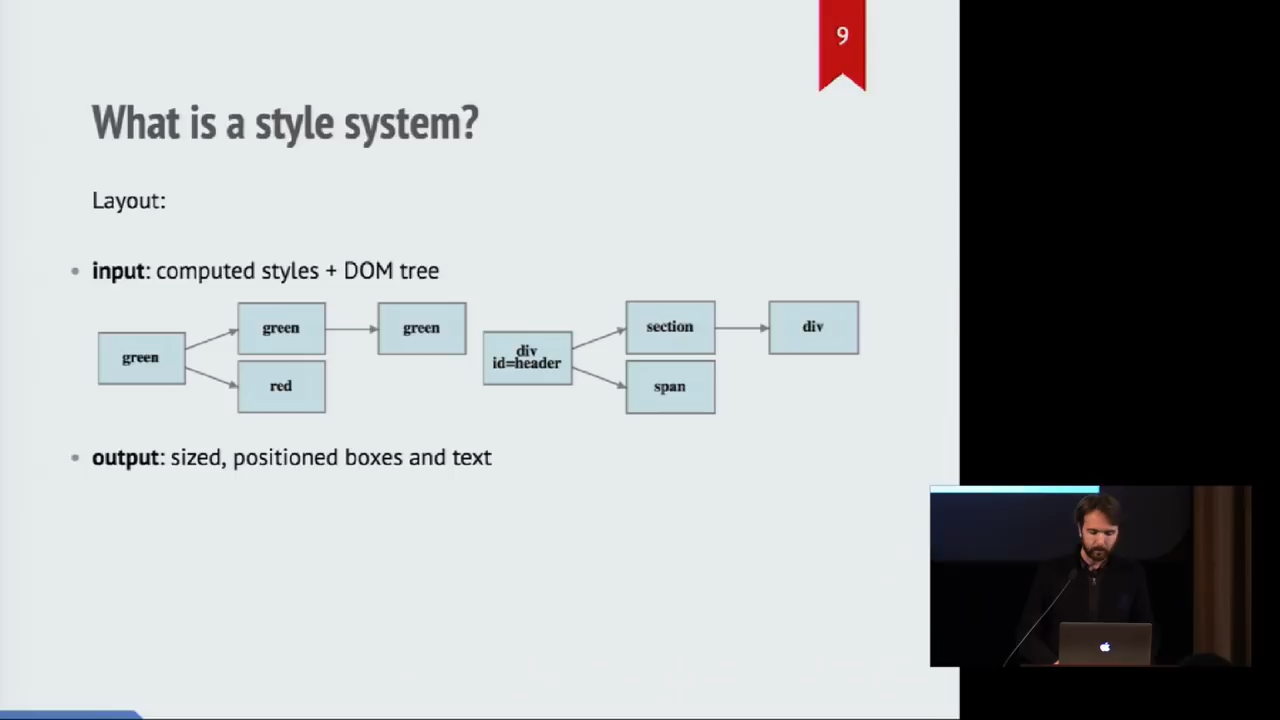 9
What is a style system?
Layout:
input: computed styles + DOM tree
green
green
green
red
div
id=header
section
div
span
output: sized, positioned boxes and text